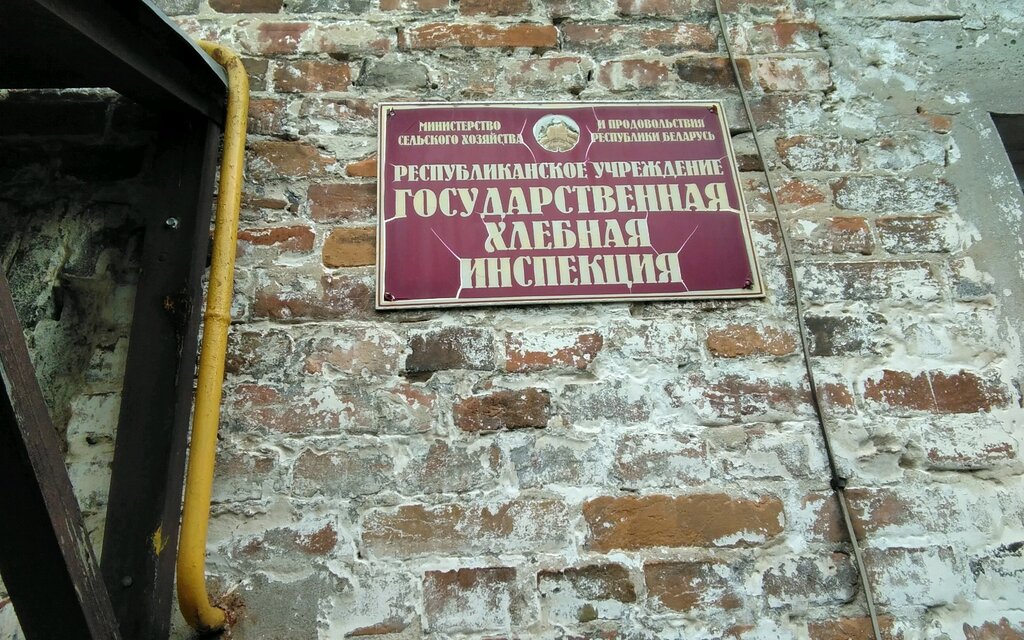 МИНИСТЕРСТВО И ПРОДОВОЛЬСТВИЯ
СЕЛЬСКОГО ХОЗЯЙСТВА РЕСПУБЛИКИ БЕЛАРУСЬ
РЕСПУБЛИКАНСКОЕ УЧРЕЖДЕНИЕ
ГОСУДАРСТВЕННАЯ
ХЛЕБНАЯ
ИНСПЕКЦИЯ